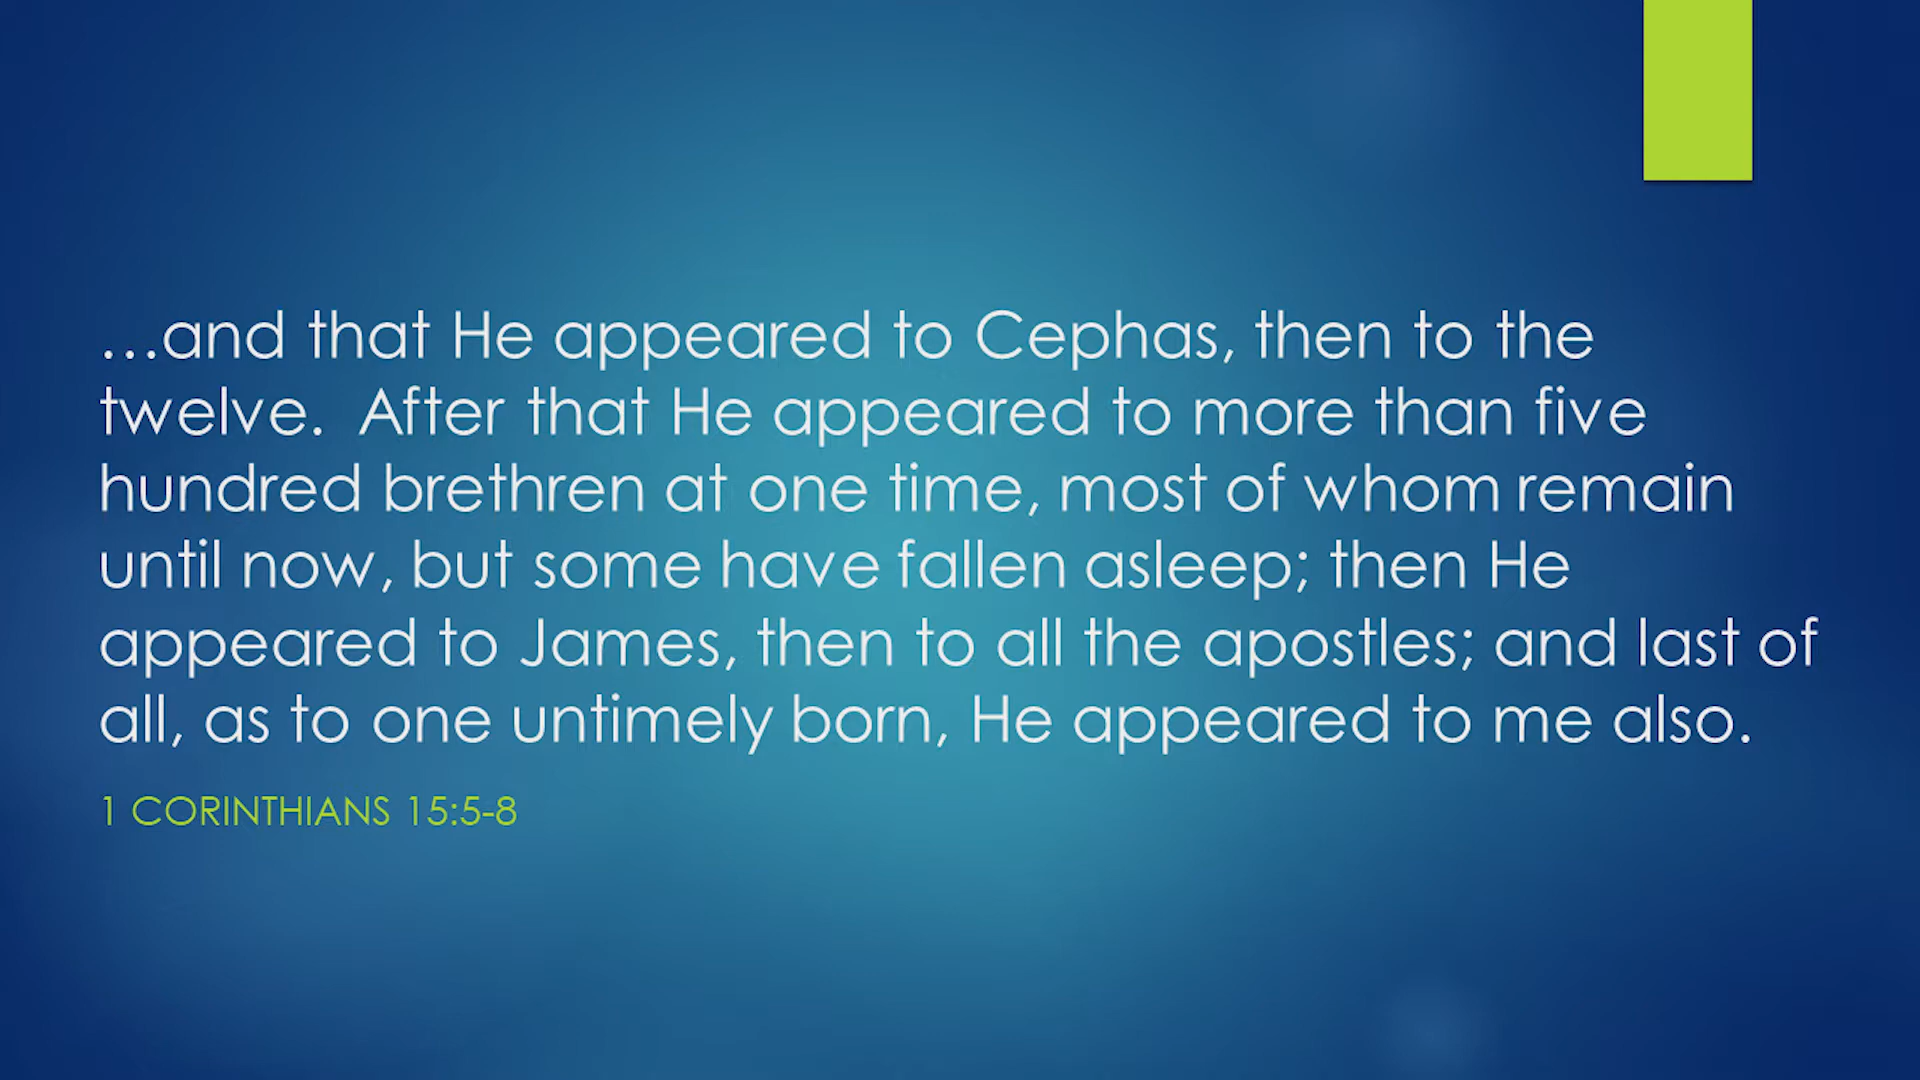 …and that He appeared to Cephas, then to the
twelve.  After that He appeared to more than five
hundred brethren at one time, most of whom remain
until now, but some have fallen asleep; then He
appeared to James, then to all the apostles; and last of
all, as to one untimely born, He appeared to me also.
1 CORINTHIANS 15:5-8